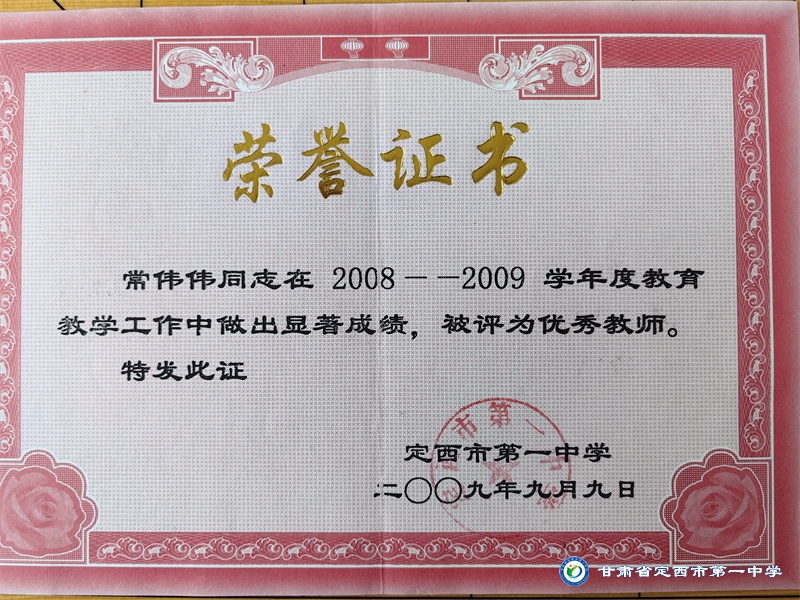 荣誉证书
常伟伟同志在 2008－－2009 学年度教育
教学工作中做出显著成绩，被评为优秀教师。
特发此证
定西市第一中学
二〇〇九年九月九日
甘肃省定西市第一中学